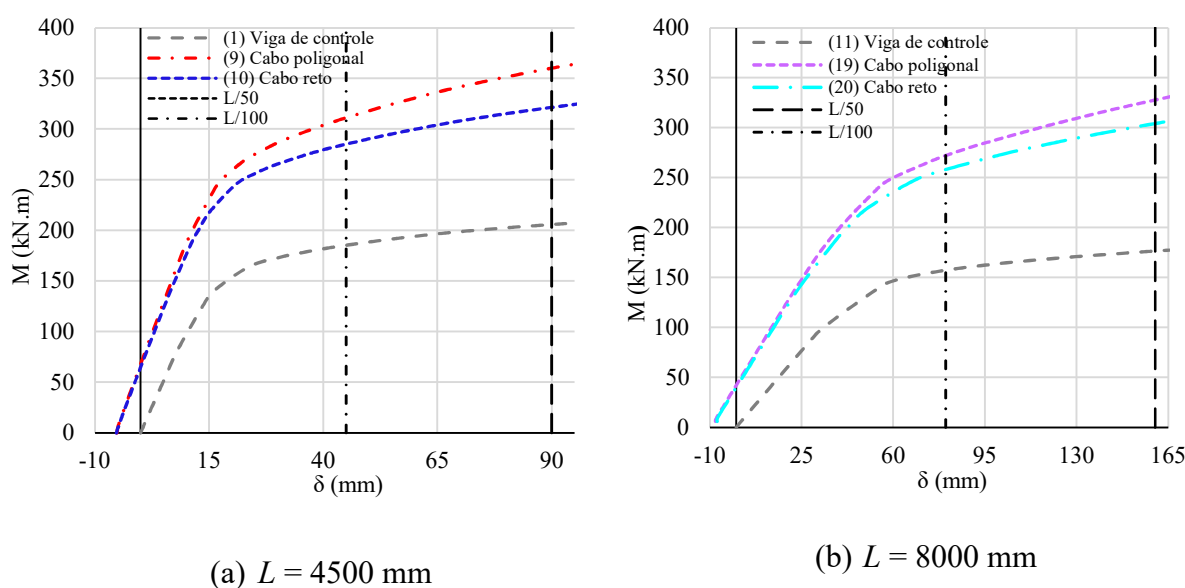 (a)
400
350
300
250
200
150
100
50
0
M (kN.m)
(1) Viga de controle
(9) Cabo poligonal
(10) Cabo reto
L/50
L/100
-10
15
40
65
90
δ (mm)
(a) L = 4500 mm
(b)
400
350
300
250
200
150
100
50
0
M (kN.m)
(11) Viga de controle
(19) Cabo poligonal
(20) Cabo reto
L/50
L/100
-10
25
60
95
130
165
δ (mm)
(b) L = 8000 mm